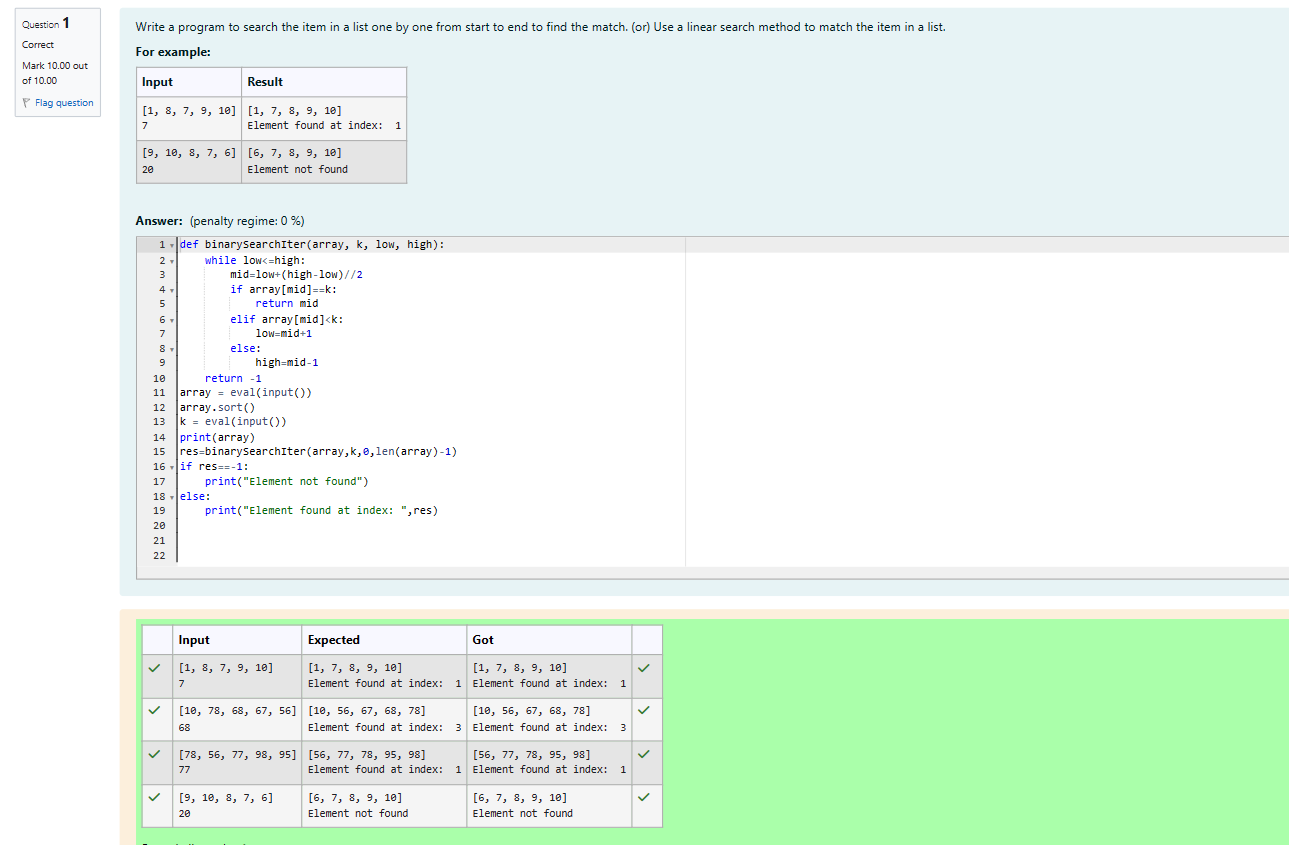 Question 1
Correct
Mark 10.00 out
of 10.00
Flag question
Write a program to search the item in a list one by one from start to end to find the match. (or) Use a linear search method to match the item in a list.
For example:
Input Result
[1, 8, 7, 9, 10] [1, 7, 8, 9, 10]
7 Element found at index:  1
[9, 10, 8, 7, 6] [6, 7, 8, 9, 10]
20 Element not found
Answer: (penalty regime: 0 %)
1 def binarySearchIter(array, k, low, high):
2     while low<=high:
3         mid=low+(high-low)//2
4         if array[mid]==k:
5             return mid
6         elif array[mid]<k:
7             low=mid+1
8         else:
9             high=mid-1
10     return -1
11 array = eval(input())
12 array.sort()
13 k = eval(input())
14 print(array)
15 res=binarySearchIter(array,k,0,len(array)-1)
16 if res==-1:
17     print("Element not found")
18 else:
19     print("Element found at index: ",res)
20
21
22
Input Expected Got
[1, 8, 7, 9, 10] [1, 7, 8, 9, 10] [1, 7, 8, 9, 10]
7 Element found at index:  1 Element found at index:  1
[10, 78, 68, 67, 56] [10, 56, 67, 68, 78] [10, 56, 67, 68, 78]
68 Element found at index:  3 Element found at index:  3
[78, 56, 77, 98, 95] [56, 77, 78, 95, 98] [56, 77, 78, 95, 98]
77 Element found at index:  1 Element found at index:  1
[9, 10, 8, 7, 6] [6, 7, 8, 9, 10] [6, 7, 8, 9, 10]
20 Element not found Element not found